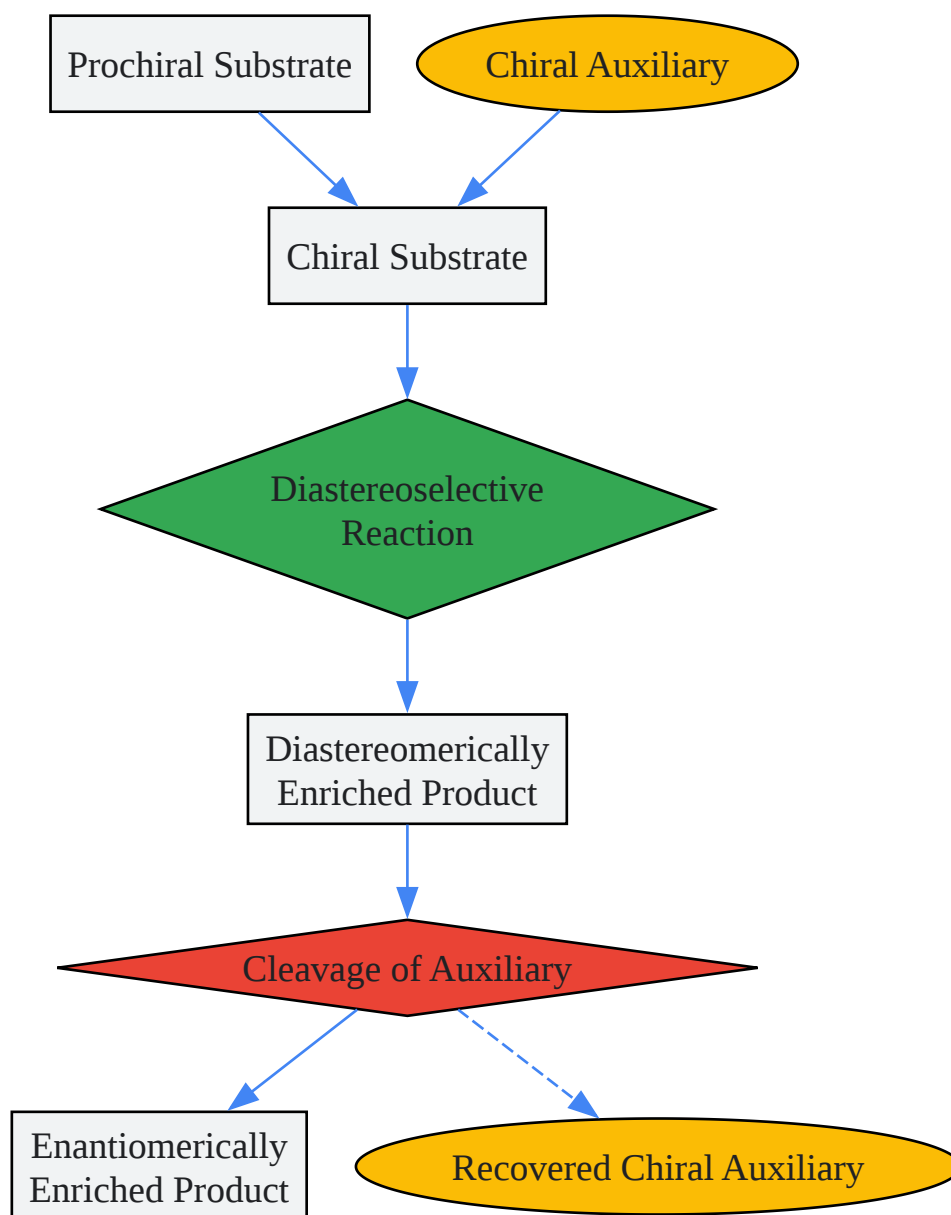 Prochiral Substrate
Chiral Auxiliary
Chiral Substrate
Diastereoselective
Reaction
Diastereomerically
Enriched Product
Cleavage of Auxiliary
Enantiomerically
Enriched Product
Recovered Chiral Auxiliary